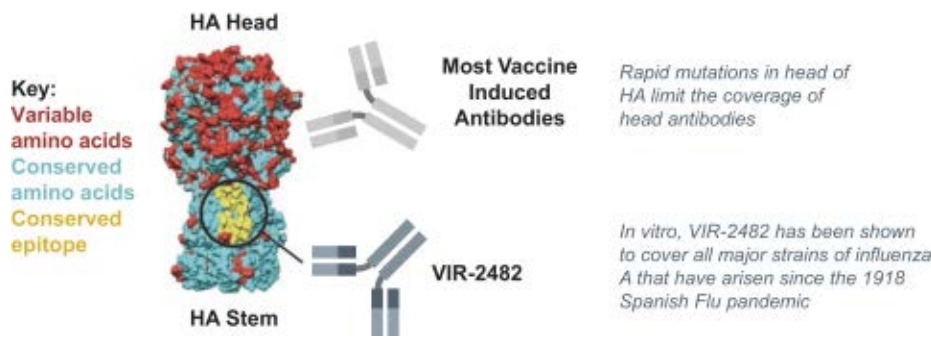 HA Head
Key:
Variable
amino acids
Conserved
amino acids
Conserved
epitope
Most Vaccine
Induced
Antibodies
Rapid mutations in head of
HA limit the coverage of
head antibodies
VIR-2482
In vitro, VIR-2482 has been shown
to cover all major strains of influenza
A that have arisen since the 1918
Spanish Flu pandemic
HA Stem